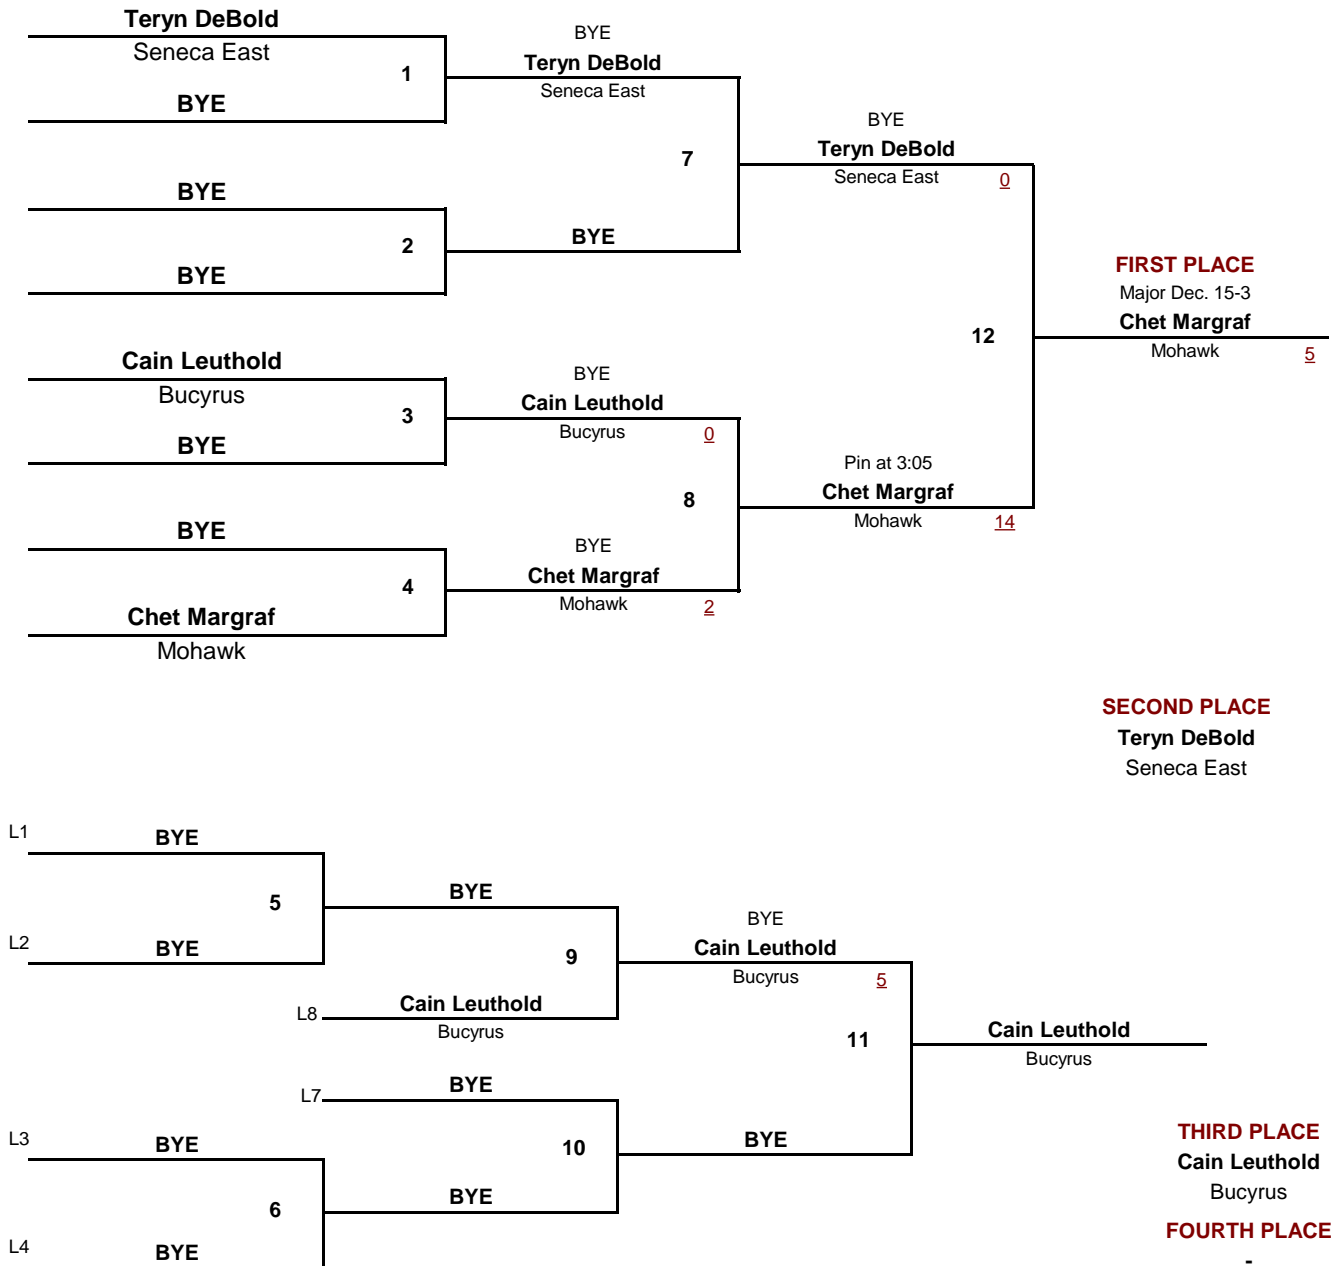 Teryn DeBold
Seneca East
1
BYE
BYE
Teryn DeBold
Seneca East
7
BYE
Teryn DeBold
Seneca East 0
BYE
2
BYE
BYE
FIRST PLACE
Major Dec. 15-3
Chet Margraf
Mohawk 5
12
Cain Leuthold
Bucyrus
3
BYE
BYE
Cain Leuthold
Bucyrus 0
8
Pin at 3:05
Chet Margraf
Mohawk 14
BYE
4
Chet Margraf
Mohawk
BYE
Chet Margraf
Mohawk 2
SECOND PLACE
Teryn DeBold
Seneca East
L1 BYE
5
L2 BYE
BYE
9
L8 Cain Leuthold
Bucyrus
BYE
Cain Leuthold
Bucyrus 5
11
Cain Leuthold
Bucyrus
L7 BYE
10
BYE
L3 BYE
6
BYE
L4 BYE
THIRD PLACE
Cain Leuthold
Bucyrus
FOURTH PLACE
-